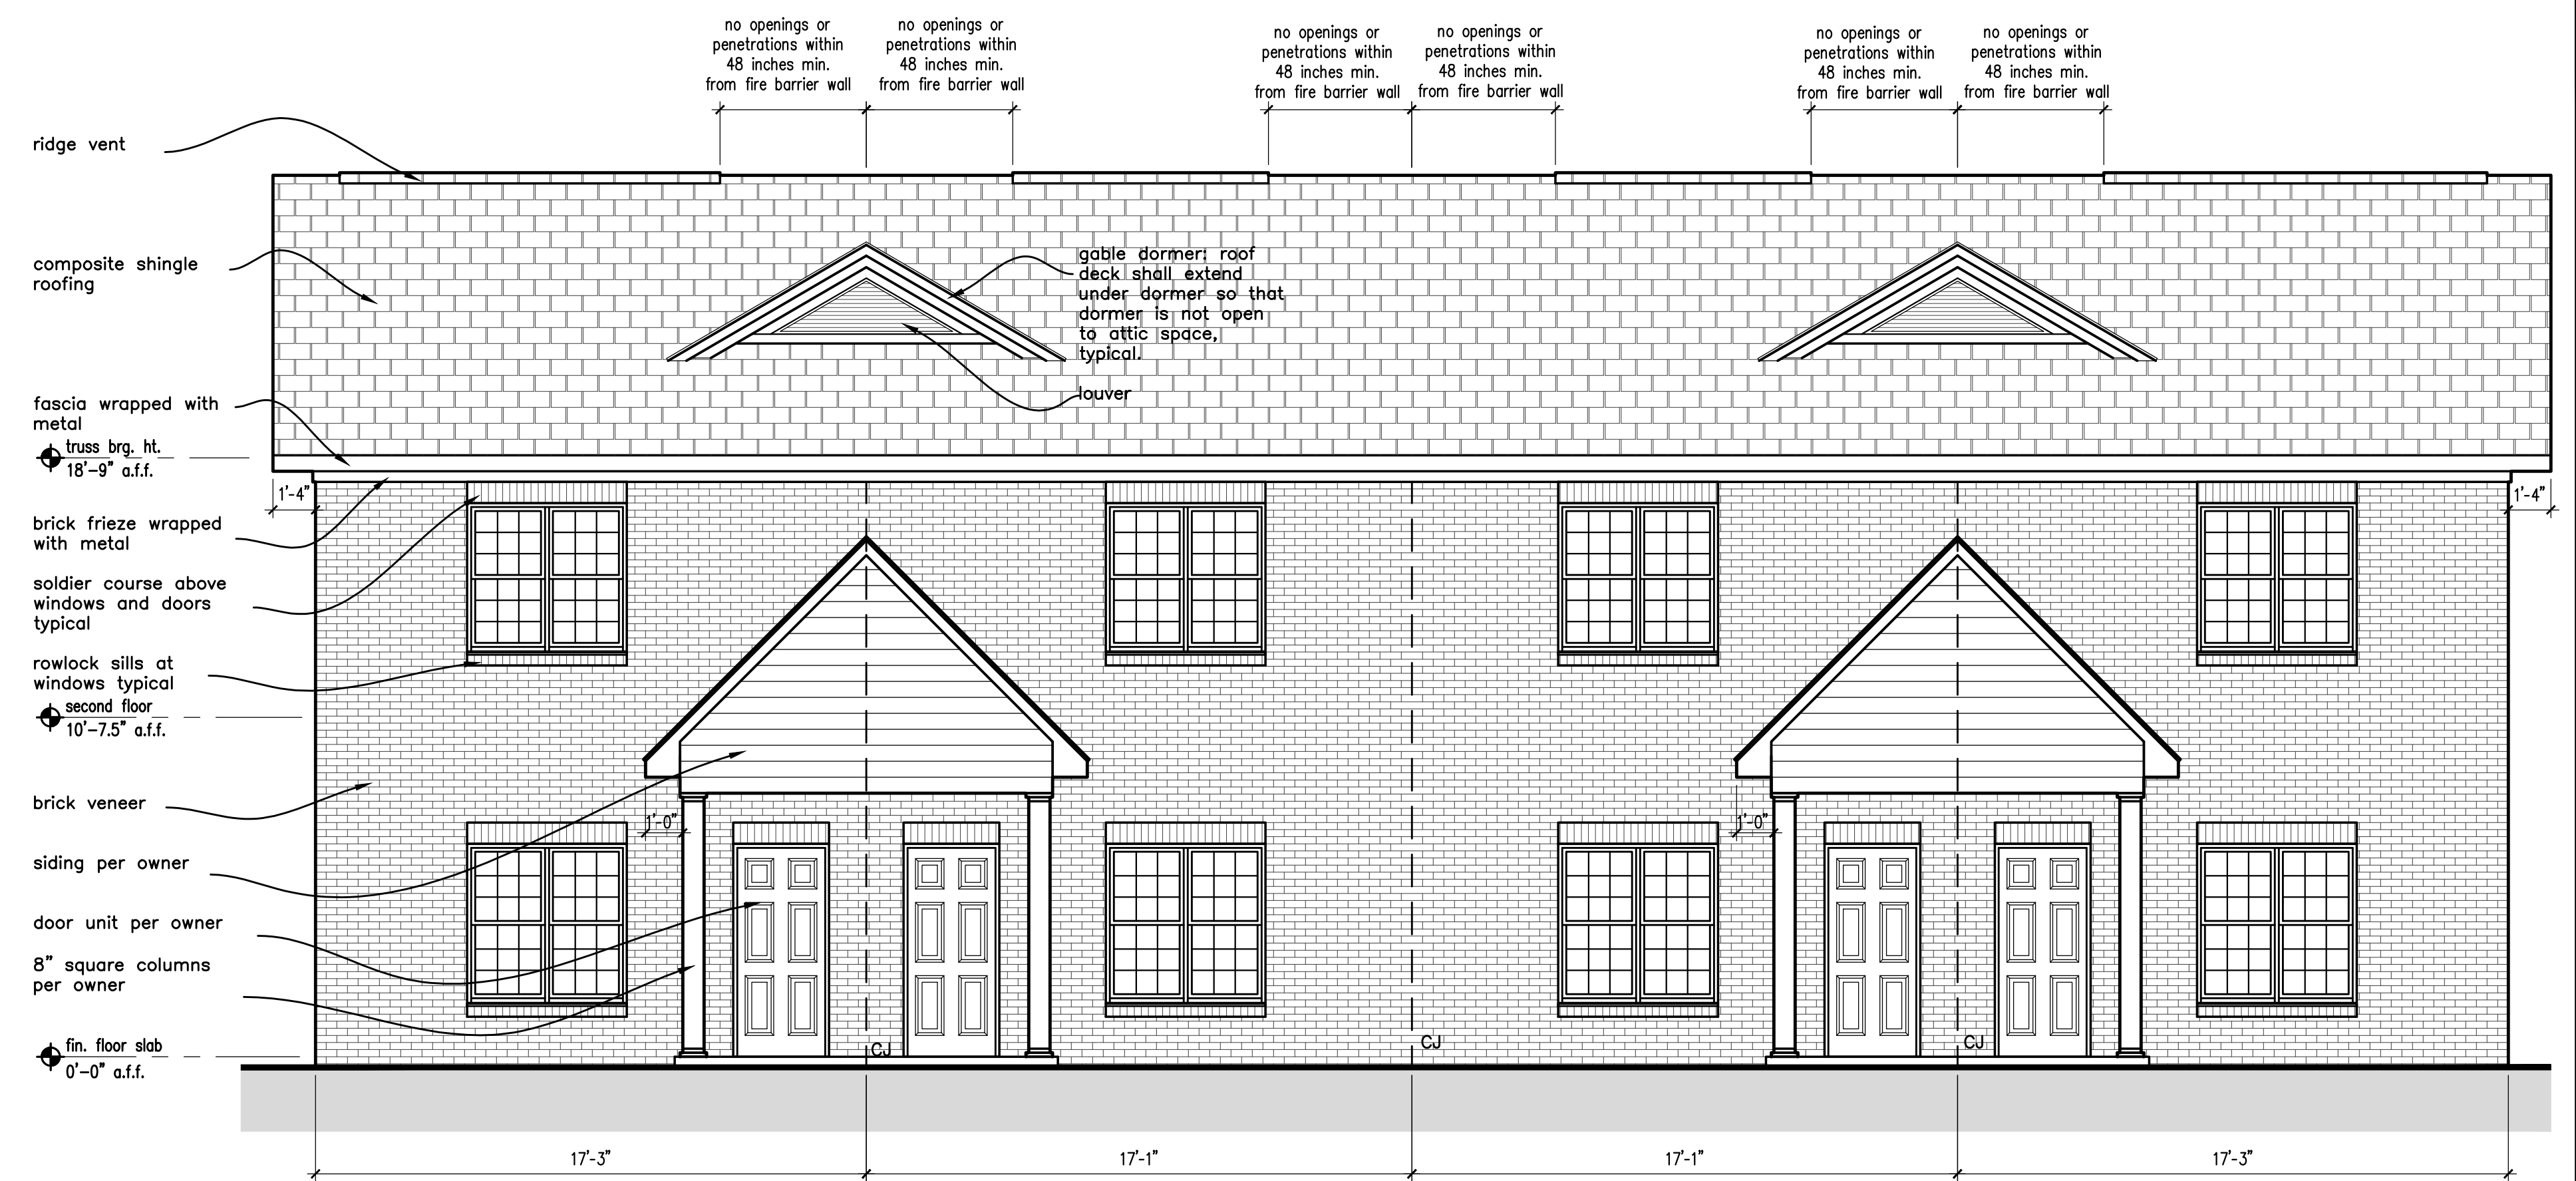 no openings or
penetrations within
48 inches min.
from fire barrier wall
no openings or
penetrations within
48 inches min.
from fire barrier wall
no openings or
penetrations within
48 inches min.
from fire barrier wall
no openings or
penetrations within
48 inches min.
from fire barrier wall
no openings or
penetrations within
48 inches min.
from fire barrier wall
no openings or
penetrations within
48 inches min.
from fire barrier wall
ridge vent
composite shingle
roofing
gable dormer: roof
deck shall extend
under dormer so that
dormer is not open
to attic space,
typical.
louver
fascia wrapped with
metal
truss brg. ht.
18'-9" a.f.f.
1'-4"
1'-4"
brick frieze wrapped
with metal
soldier course above
windows and doors
typical
rowlock sills at
windows typical
second floor
10'-7.5" a.f.f.
brick veneer
1'-0"
1'-0"
siding per owner
door unit per owner
8" square columns
per owner
fin. floor slab
0'-0" a.f.f.
CJ
CJ
CJ
17'-3"
17'-1"
17'-1"
17'-3"